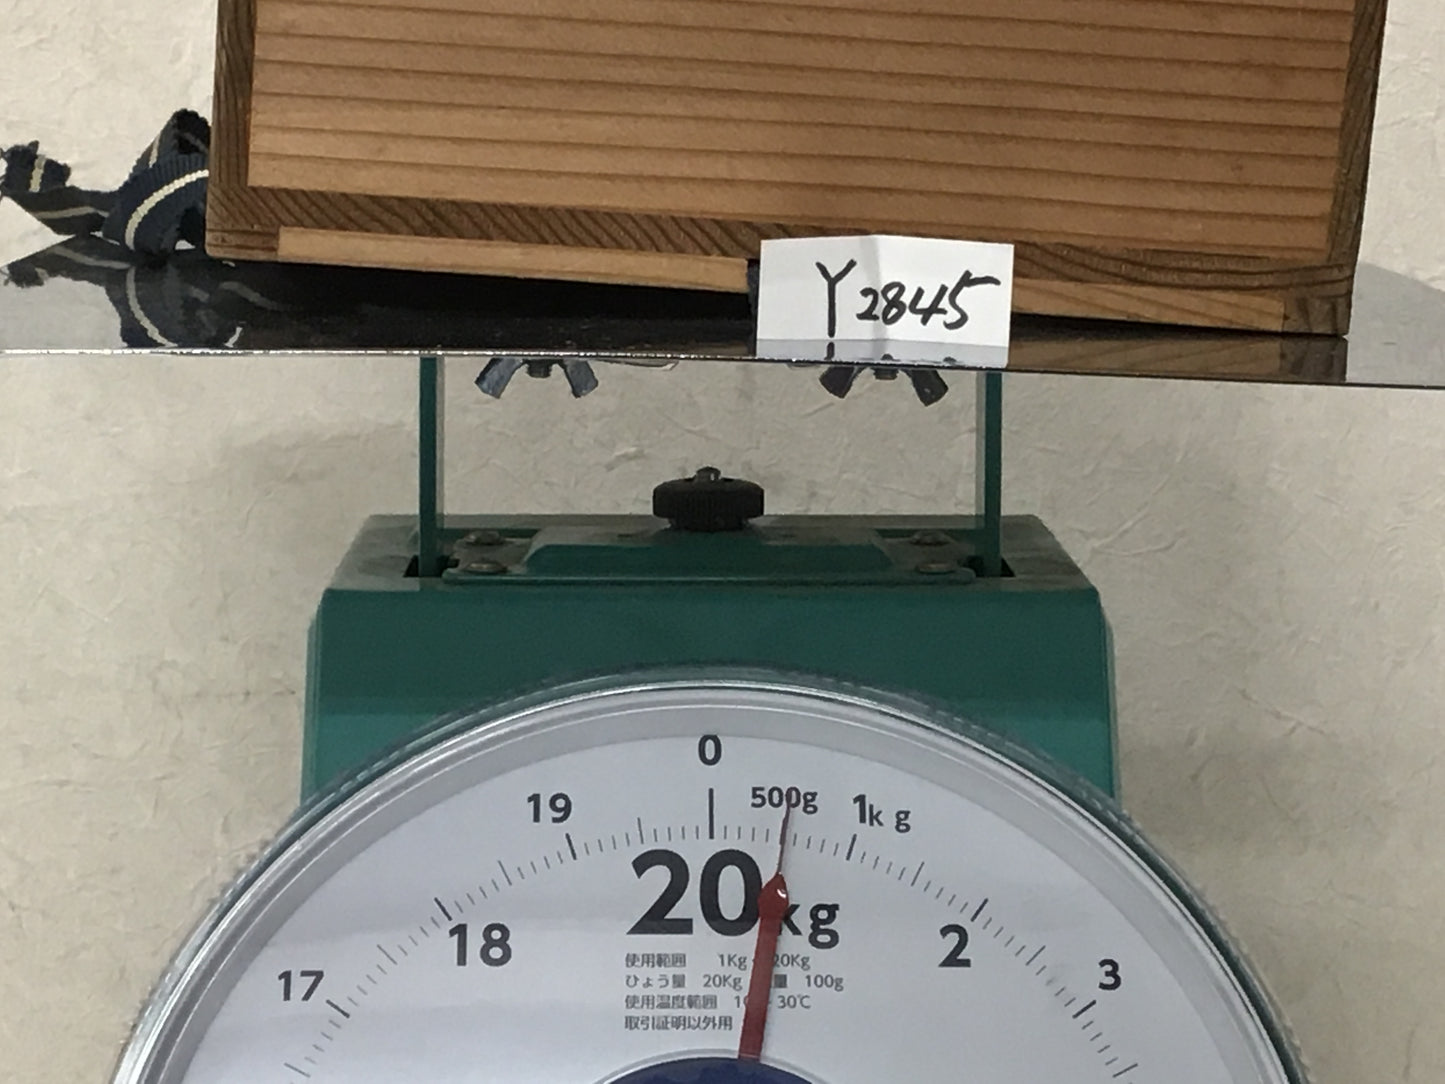 Y2845
0
19 500g 1kg
20kg
18 2
17 3
使用範囲 1Kg 20Kg
ひょう量 20Kg 量 100g
使用温度範囲 30℃
取引証明以外用